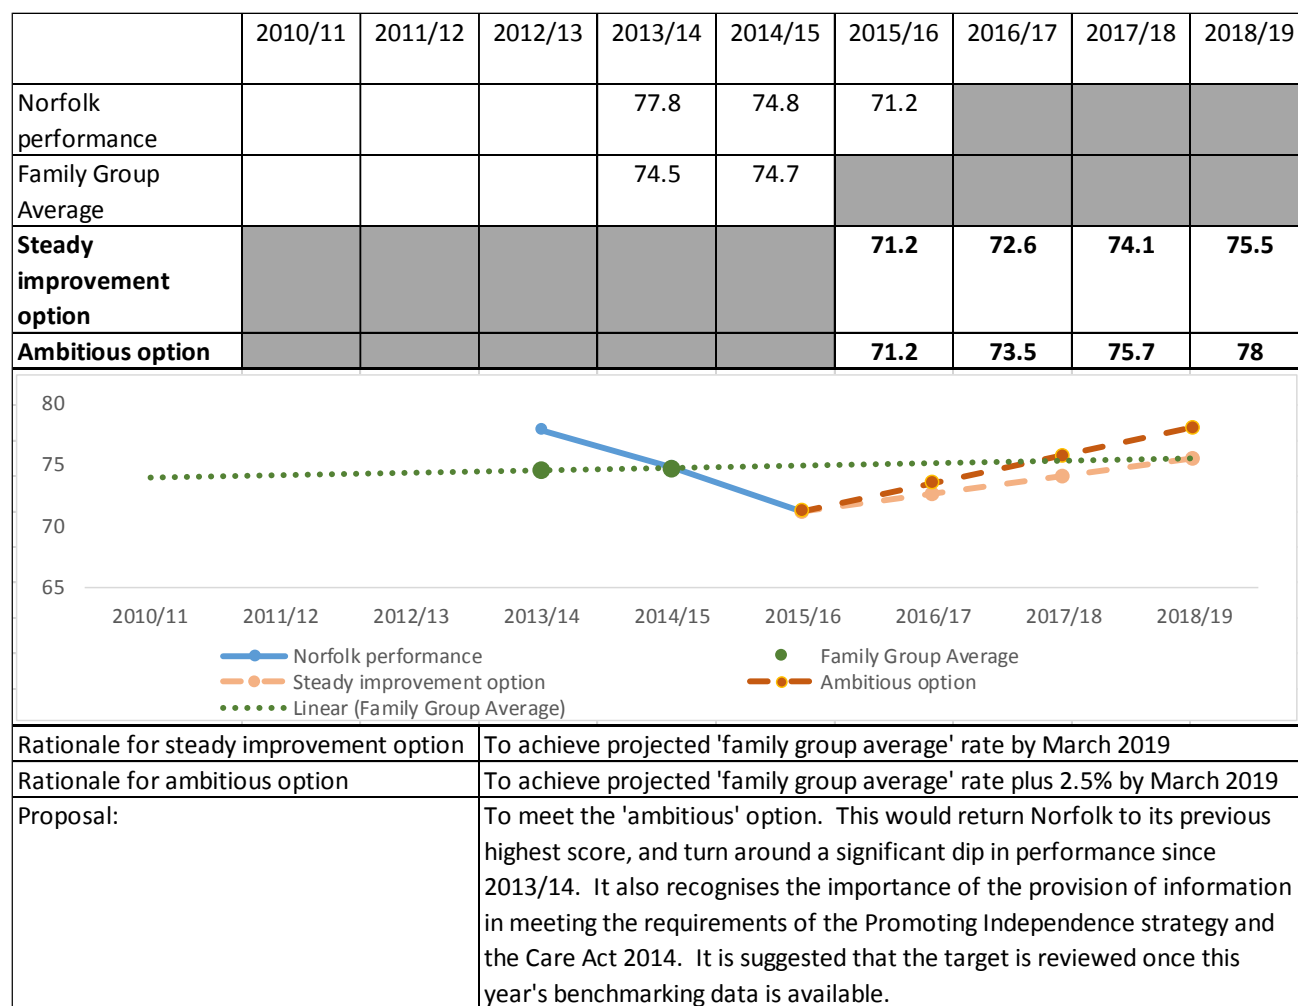 2010/11 2011/12 2012/13 2013/14 2014/15 2015/16 2016/17 2017/18 2018/19
Norfolk 77.8 74.8 71.2
performance
Family Group 74.5 74.7
Average
Steady 71.2 72.6 74.1 75.5
improvement
option
Ambitious option 71.2 73.5 75.7 78
80
75
70
65
2010/11 2011/12 2012/13 2013/14 2014/15 2015/16 2016/17 2017/18 2018/19
Norfolk performance Family Group Average
Steady improvement option Ambitious option
Linear (Family Group Average)
Rationale for steady improvement option To achieve projected 'family group average' rate by March 2019
Rationale for ambitious option To achieve projected 'family group average' rate plus 2.5% by March 2019
Proposal: To meet the 'ambitious' option.  This would return Norfolk to its previous
highest score, and turn around a significant dip in performance since
2013/14.  It also recognises the importance of the provision of information
in meeting the requirements of the Promoting Independence strategy and
the Care Act 2014.  It is suggested that the target is reviewed once this
year's benchmarking data is available.